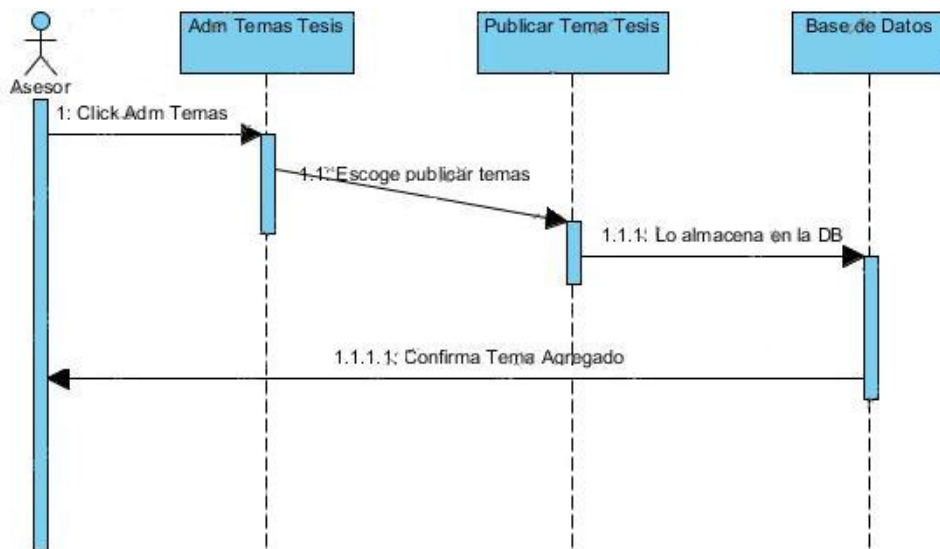 Adm Temas Tesis
Publicar Tema Tesis
Base de Datos
Asesor
1: Click Adm Temas
1.1: Escoge publicar temas
1.1.1: Lo almacena en la DB
1.1.1.1: Confirma Tema Agregado